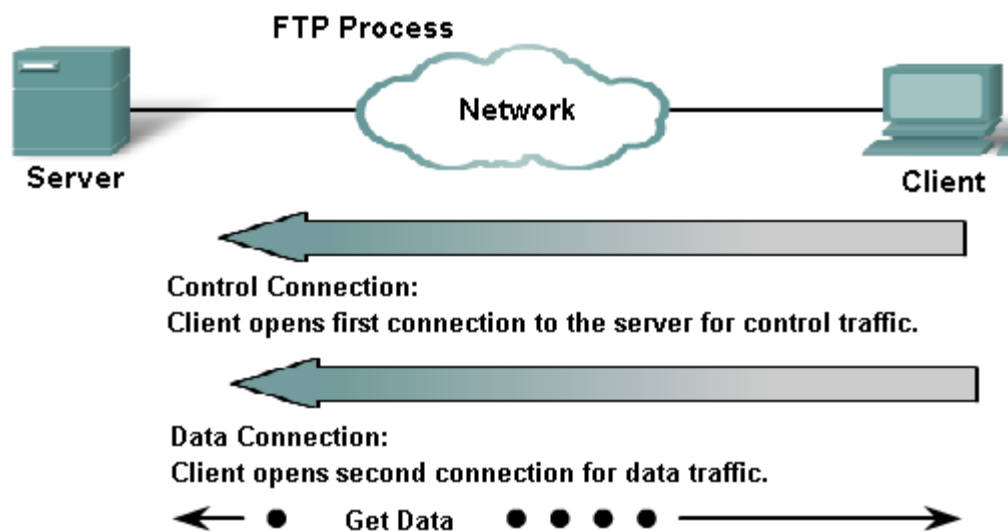 FTP Process
Network
Server
Client
Control Connection:
Client opens first connection to the server for control traffic.
Data Connection:
Client opens second connection for data traffic.
Get Data